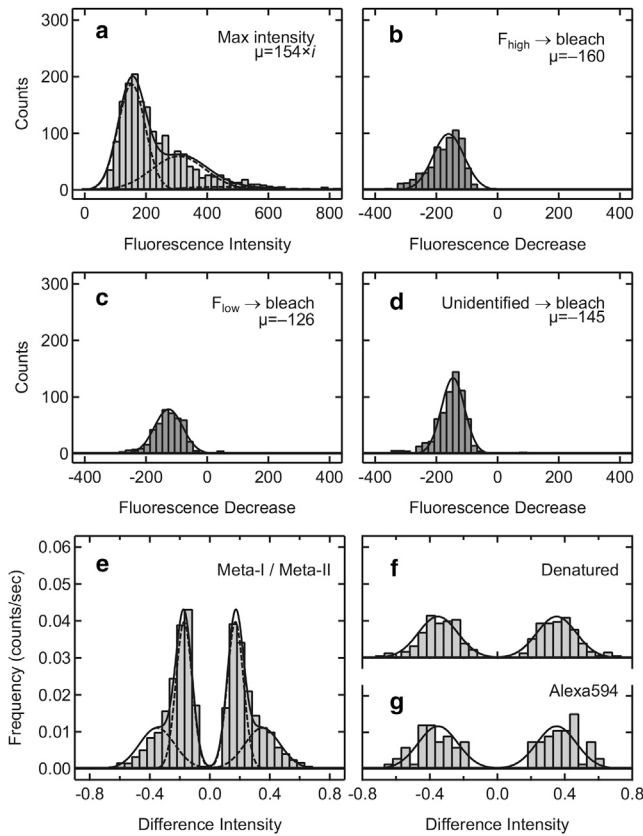 300
200
100
0
Counts
a
Max intensity
μ=154×i
0 200 400 600 800
Fluorescence Intensity
b
F_high → bleach
μ=−160
-400 -200 0 200 400
Fluorescence Decrease
300
200
100
0
Counts
c
F_low → bleach
μ=−126
-400 -200 0 200 400
Fluorescence Decrease
d
Unidentified → bleach
μ=−145
-400 -200 0 200 400
Fluorescence Decrease
0.06
0.05
0.04
0.03
0.02
0.01
0.00
Frequency (counts/sec)
e
Meta-I / Meta-II
-0.8 -0.4 0.0 0.4 0.8
Difference Intensity
f
Denatured
g
Alexa594
-0.8 -0.4 0.0 0.4 0.8
Difference Intensity